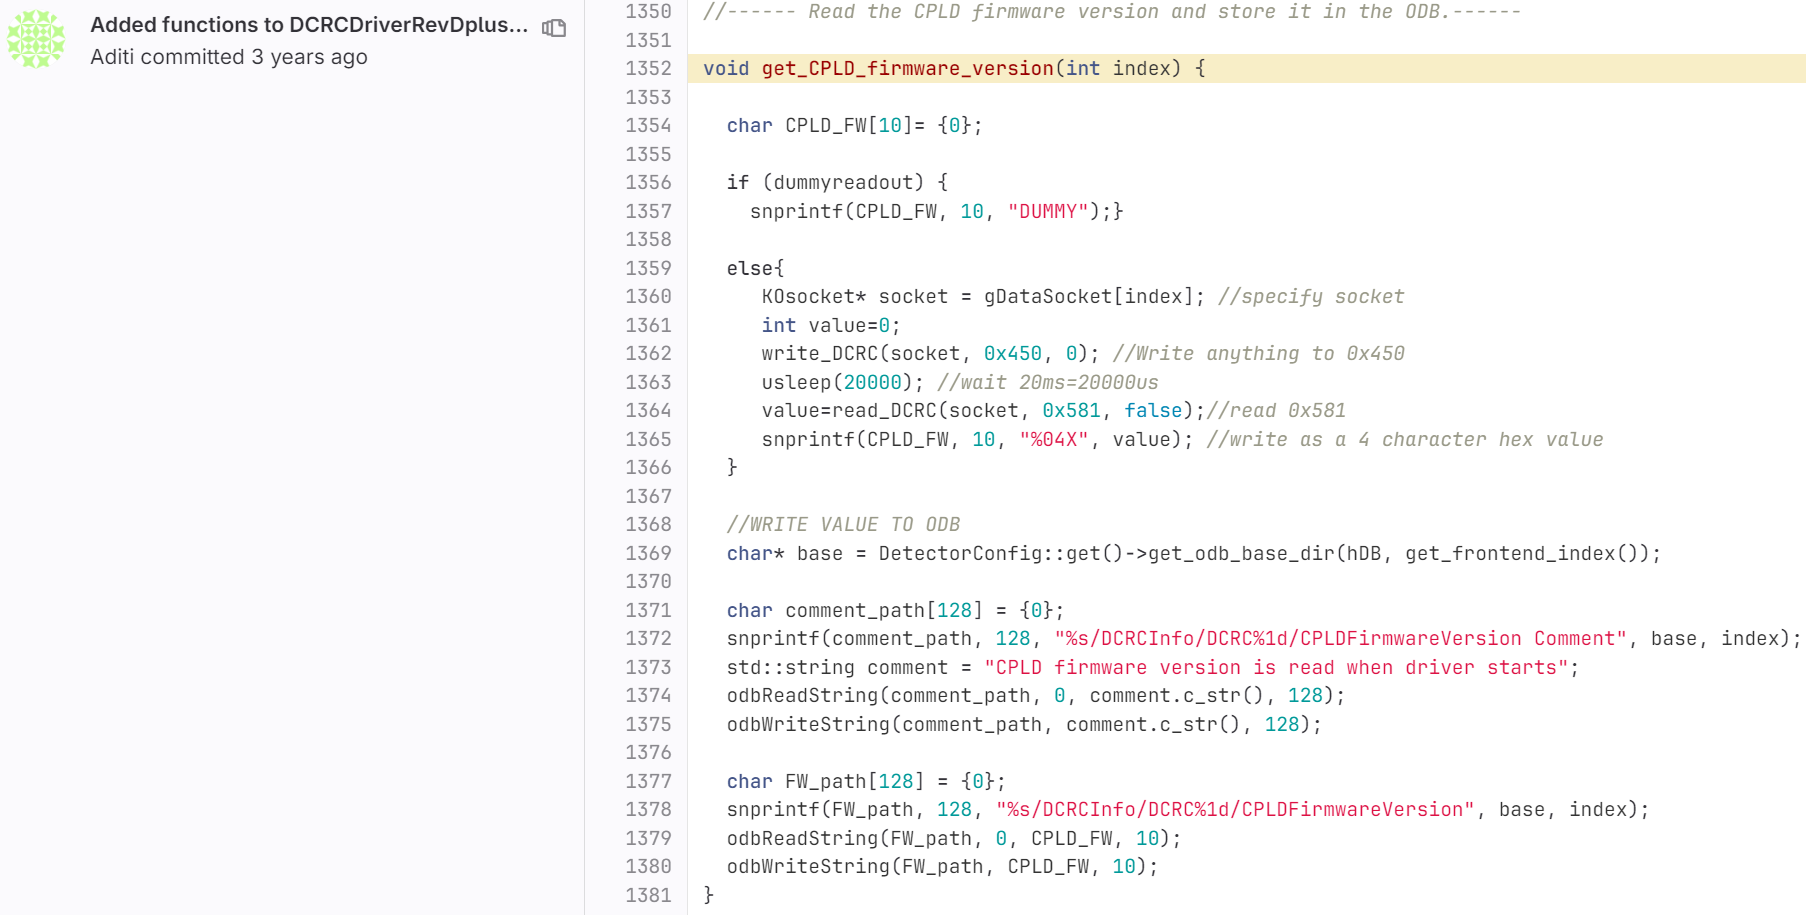 Added functions to DCRCDriverRevDplus...
Aditi committed 3 years ago
1350 //------ Read the CPLD firmware version and store it in the ODB.------
1351
1352 void get_CPLD_firmware_version(int index) {
1353
1354   char CPLD_FW[10]= {0};
1355
1356   if (dummyreadout) {
1357     snprintf(CPLD_FW, 10, "DUMMY");}
1358
1359   else{
1360      KOsocket* socket = gDataSocket[index]; //specify socket
1361      int value=0;
1362      write_DCRC(socket, 0x450, 0); //Write anything to 0x450
1363      usleep(20000); //wait 20ms=20000us
1364      value=read_DCRC(socket, 0x581, false);//read 0x581
1365      snprintf(CPLD_FW, 10, "%04X", value); //write as a 4 character hex value
1366   }
1367
1368   //WRITE VALUE TO ODB
1369   char* base = DetectorConfig::get()->get_odb_base_dir(hDB, get_frontend_index());
1370
1371   char comment_path[128] = {0};
1372   snprintf(comment_path, 128, "%s/DCRCInfo/DCRC%1d/CPLDFirmwareVersion Comment", base, index);
1373   std::string comment = "CPLD firmware version is read when driver starts";
1374   odbReadString(comment_path, 0, comment.c_str(), 128);
1375   odbWriteString(comment_path, comment.c_str(), 128);
1376
1377   char FW_path[128] = {0};
1378   snprintf(FW_path, 128, "%s/DCRCInfo/DCRC%1d/CPLDFirmwareVersion", base, index);
1379   odbReadString(FW_path, 0, CPLD_FW, 10);
1380   odbWriteString(FW_path, CPLD_FW, 10);
1381 }